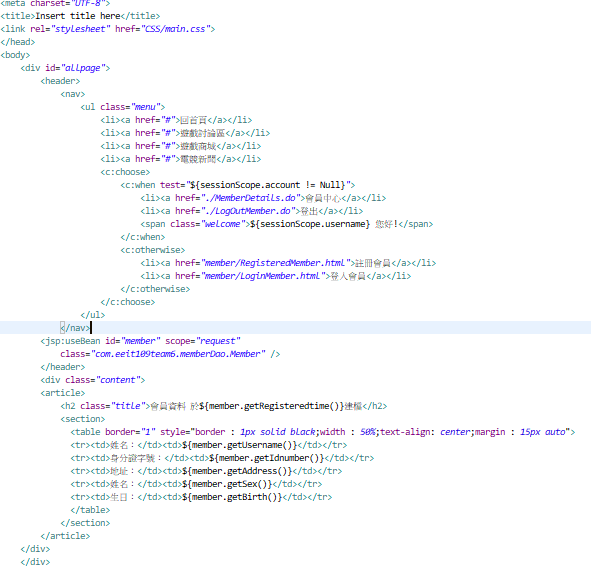 <meta charset="UTF-8">
<title>Insert title here</title>
<link rel="stylesheet" href="CSS/main.css">
</head>
<body>
<div id="allpage">
<header>
<nav>
<ul class="menu">
<li><a href="#">回首頁</a></li>
<li><a href="#">遊戲討論區</a></li>
<li><a href="#">遊戲商城</a></li>
<li><a href="#">電競新聞</a></li>
<c:choose>
<c:when test="${sessionScope.account != Null}">
<li><a href="./MemberDetails.do">會員中心</a></li>
<li><a href="./LogOutMember.do">登出</a></li>
<span class="welcome">${sessionScope.username} 您好!</span>
</c:when>
<c:otherwise>
<li><a href="member/RegisteredMember.html">註冊會員</a></li>
<li><a href="member/LoginMember.html">登入會員</a></li>
</c:otherwise>
</c:choose>
</ul>
</nav>
<jsp:useBean id="member" scope="request"
class="com.eeit109team6.memberDao.Member" />
</header>
<div class="content">
<article>
<h2 class="title">會員資料 於${member.getRegisteredtime()}建檔</h2>
<section>
<table border="1" style="border : 1px solid black;width : 50%;text-align: center;margin : 15px auto">
<tr><td>姓名：</td><td>${member.getUsername()}</td></tr>
<tr><td>身分證字號：</td><td>${member.getIdnumber()}</td></tr>
<tr><td>地址：</td><td>${member.getAddress()}</td></tr>
<tr><td>姓名：</td><td>${member.getSex()}</td></tr>
<tr><td>生日：</td><td>${member.getBirth()}</td></tr>
</table>
</section>
</article>
</div>
</div>